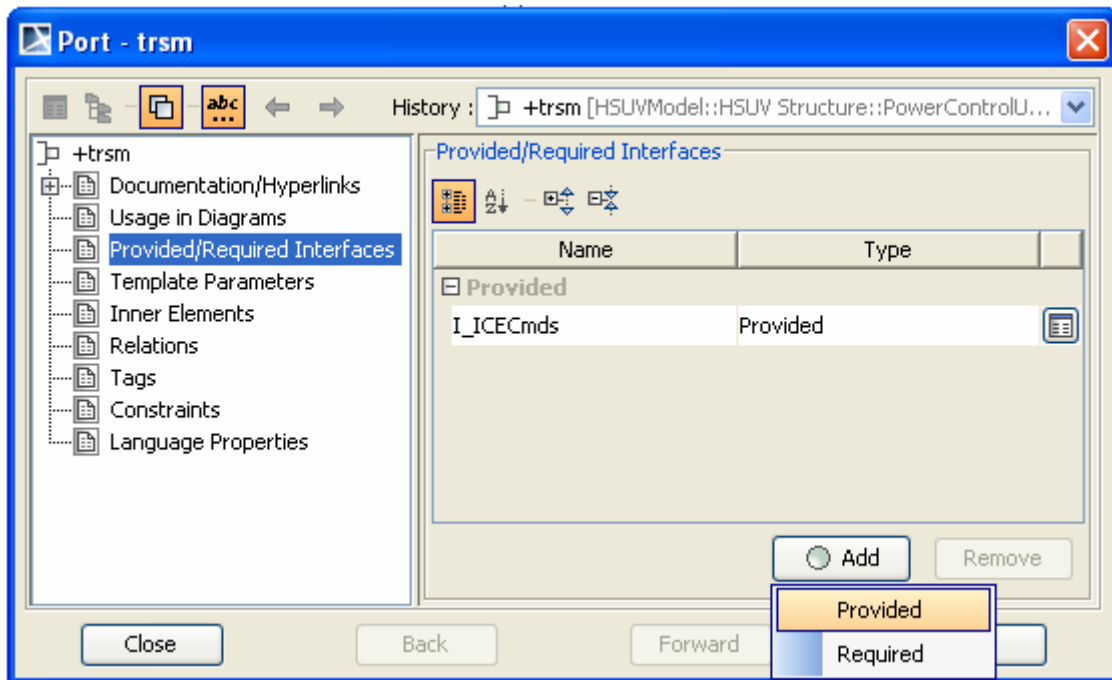 Port - trsm
abc
History : +trsm [HSUVModel::HSUV Structure::PowerControlU...
+trsm
Documentation/Hyperlinks
Usage in Diagrams
Provided/Required Interfaces
Template Parameters
Inner Elements
Relations
Tags
Constraints
Language Properties
Provided/Required Interfaces
A
Z
Name Type
Provided
I_ICECmds Provided
Add Remove
Provided
Required
Close Back Forward